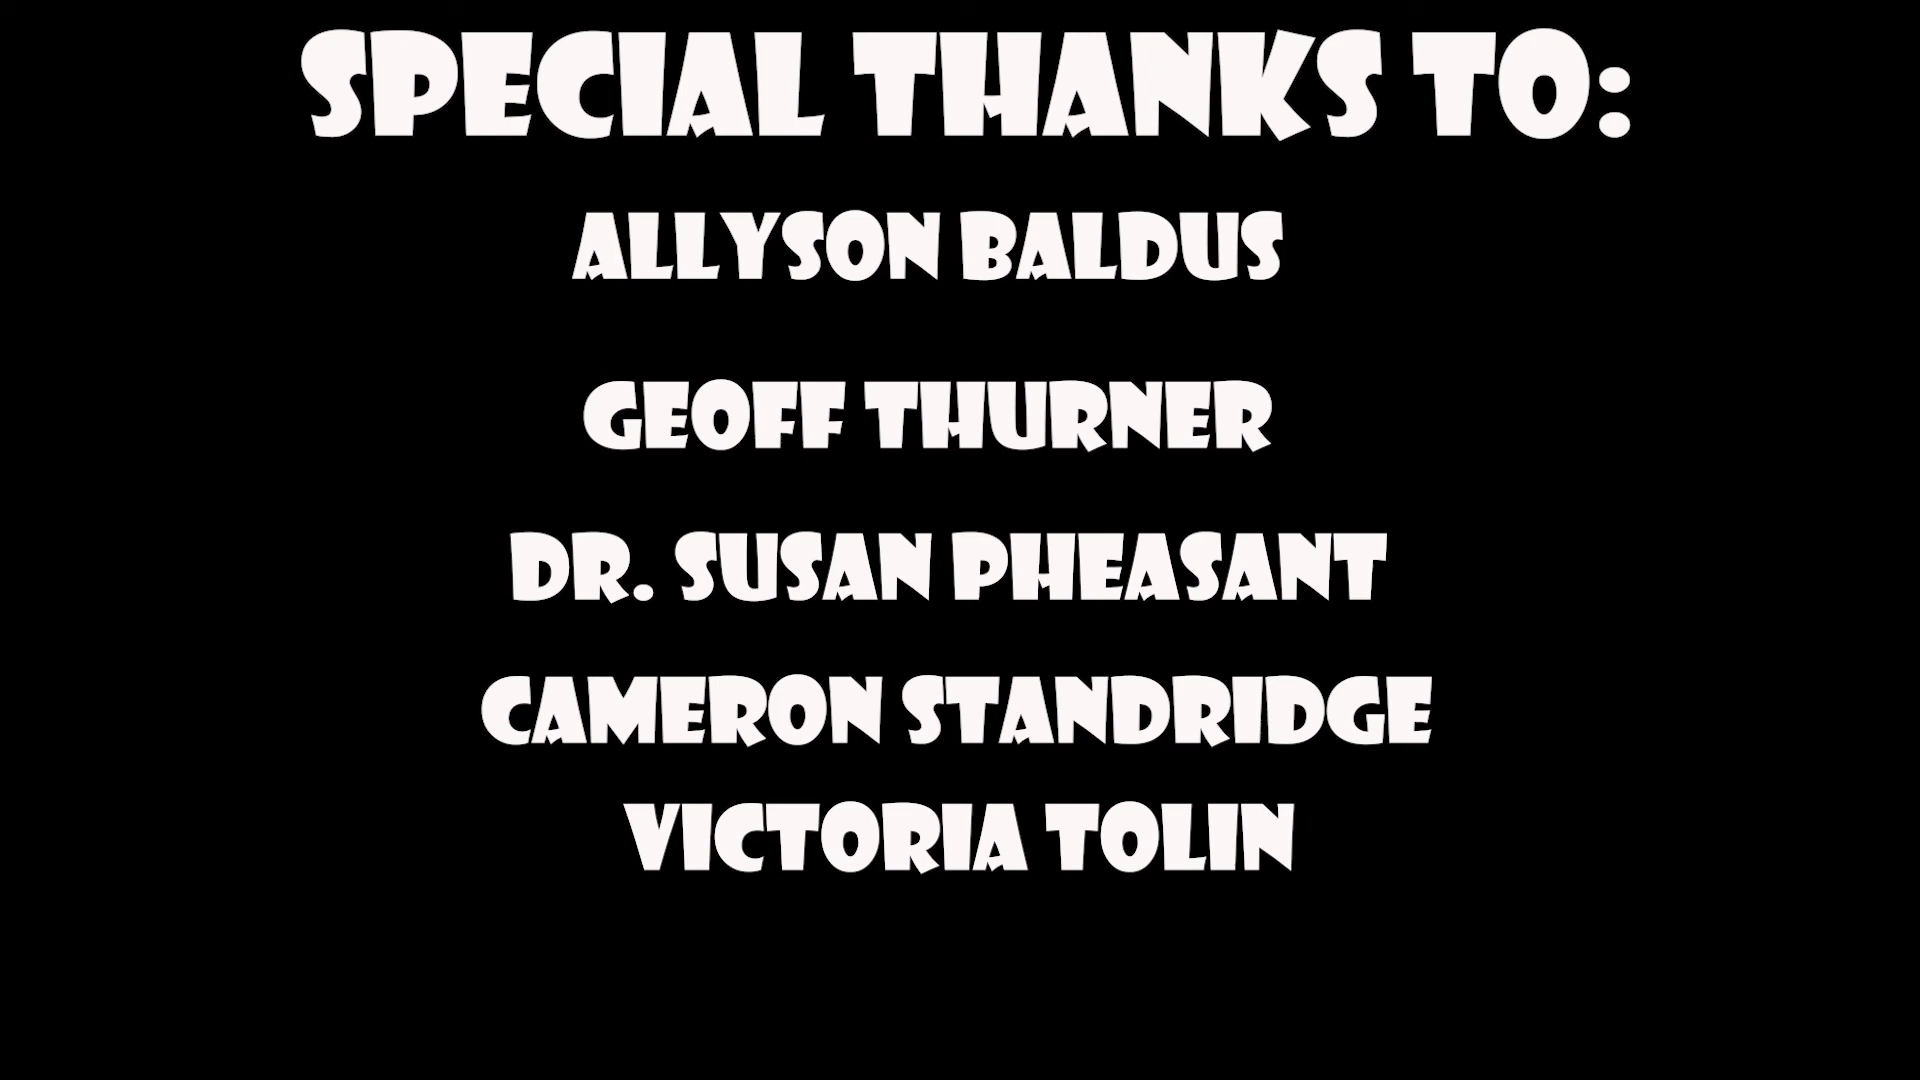 SPECIAL THANKS TO:
ALLYSON BALDUS
GEOFF THURNER
DR. SUSAN PHEASANT
CAMERON STANDRIDGE
VICTORIA TOLIN